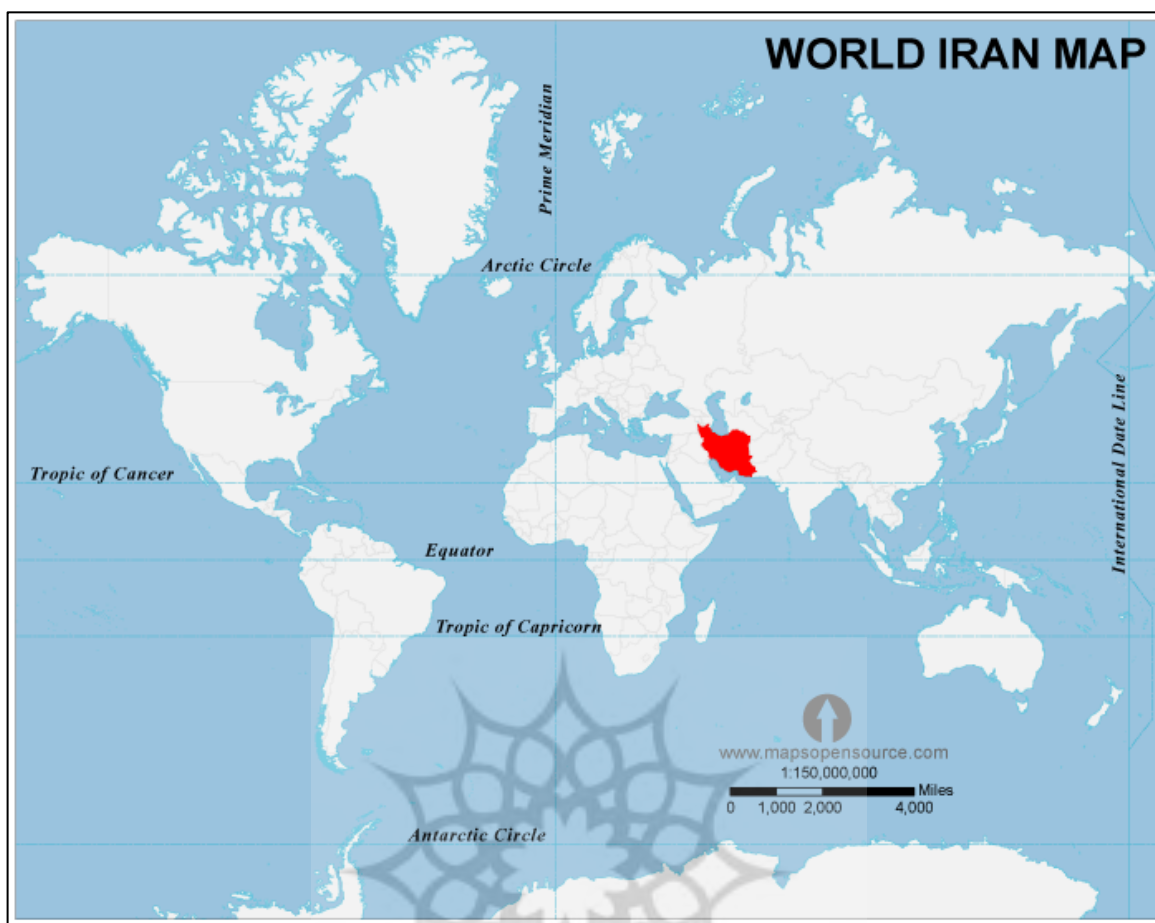 WORLD IRAN MAP
Prime Meridian
Arctic Circle
International Date Line
Tropic of Cancer
Equator
Tropic of Capricorn
www.mapsopensource.com
1:150,000,000
Miles
0 1,000 2,000 4,000
Antarctic Circle